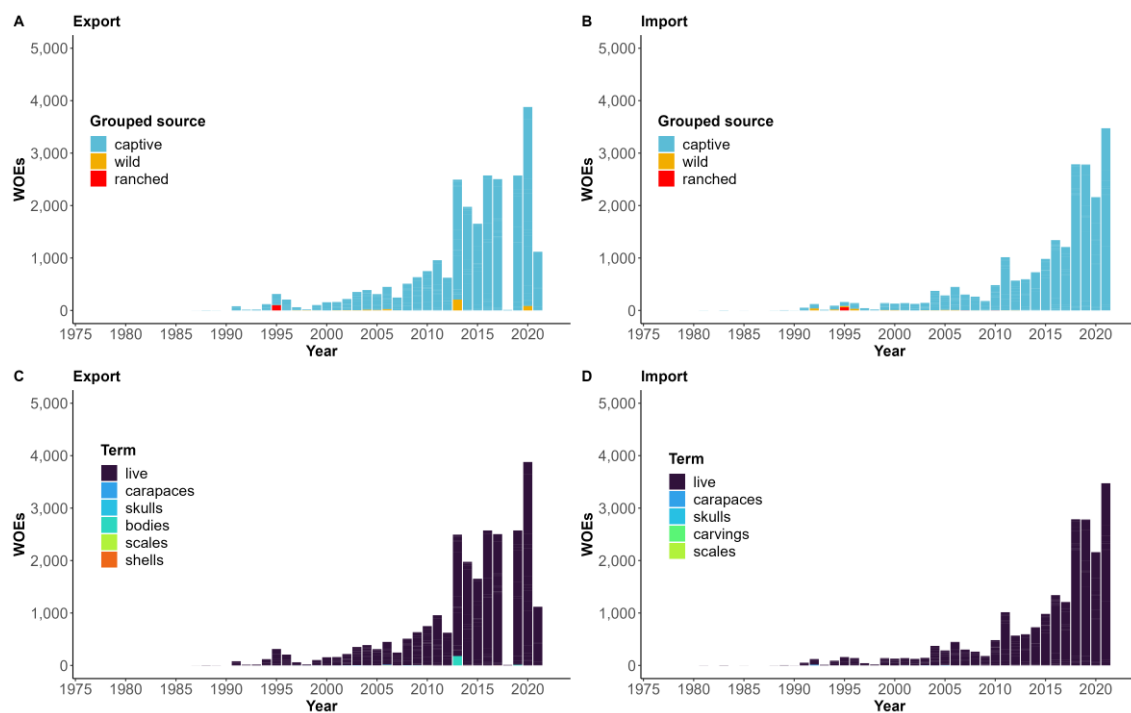 A Export
5,000
4,000
3,000
2,000
1,000
0
WOEs
Grouped source
captive
wild
ranched
1975 1980 1985 1990 1995 2000 2005 2010 2015 2020
Year
B Import
5,000
4,000
3,000
2,000
1,000
0
WOEs
Grouped source
captive
wild
ranched
1975 1980 1985 1990 1995 2000 2005 2010 2015 2020
Year
C Export
5,000
4,000
3,000
2,000
1,000
0
WOEs
Term
live
carapaces
skulls
bodies
scales
shells
1975 1980 1985 1990 1995 2000 2005 2010 2015 2020
Year
D Import
5,000
4,000
3,000
2,000
1,000
0
WOEs
Term
live
carapaces
skulls
carvings
scales
1975 1980 1985 1990 1995 2000 2005 2010 2015 2020
Year